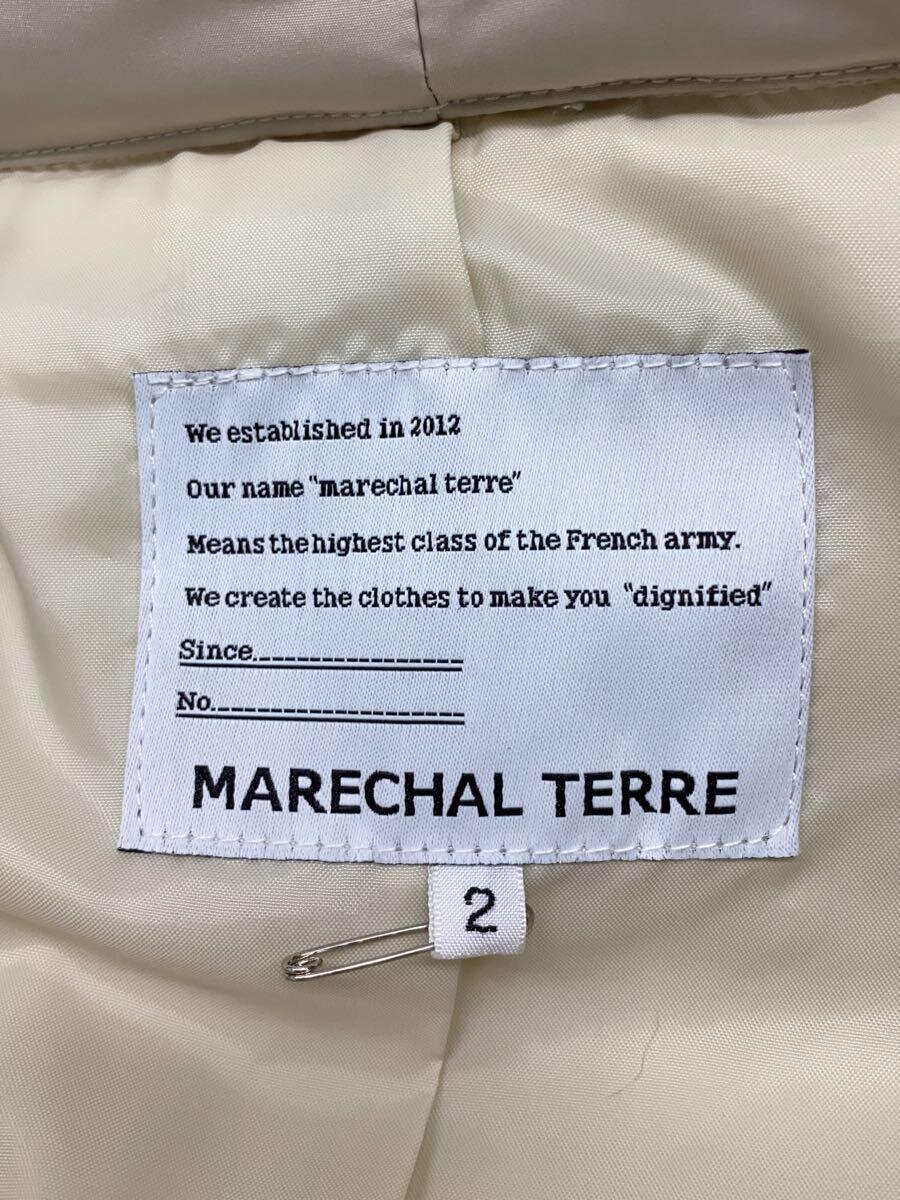 We established in 2012
Our name "marechal terre"
Means the highest class of the French army.
We create the clothes to make you "dignified"
Since
No.
MARECHAL TERRE
2